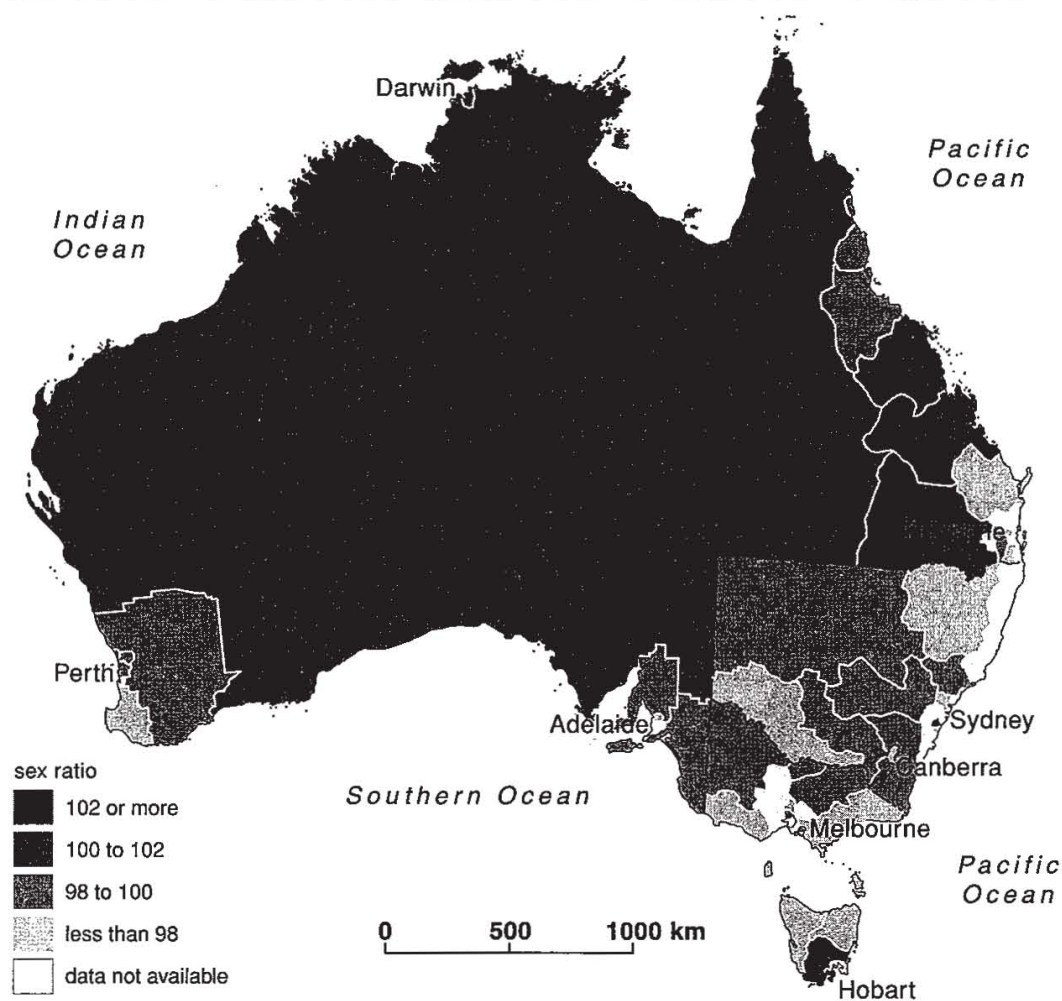 Darwin
Pacific
Ocean
Indian
Ocean
Perth
Adelaide
Sydney
Canberra
Melbourne
Southern Ocean
Pacific
Ocean
Hobart
sex ratio
102 or more
100 to 102
98 to 100
less than 98
data not available
0 500 1000 km